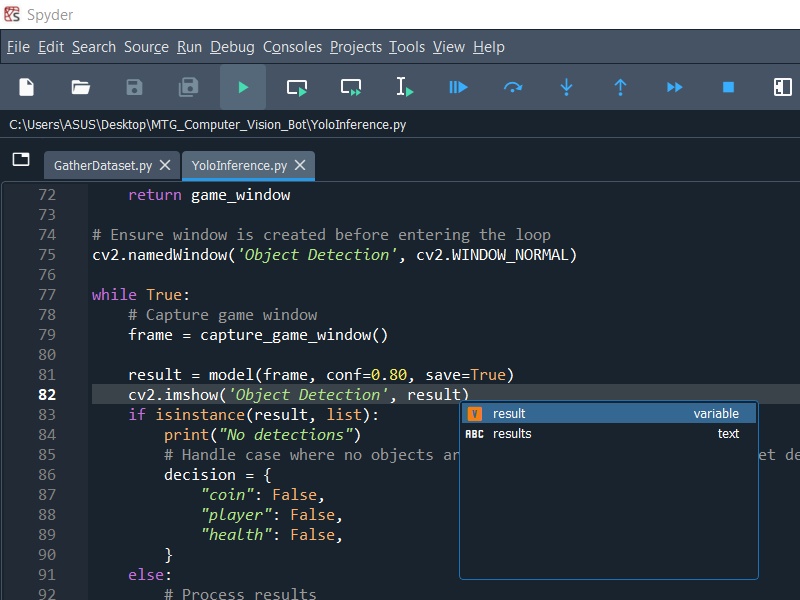 Spyder
File Edit Search Source Run Debug Consoles Projects Tools View Help
C:\Users\ASUS\Desktop\MTG_Computer_Vision_Bot\YoloInference.py
GatherDataset.py YoloInference.py
72 return game_window
73
74 # Ensure window is created before entering the loop
75 cv2.namedWindow('Object Detection', cv2.WINDOW_NORMAL)
76
77 while True:
78 # Capture game window
79 frame = capture_game_window()
80
81 result = model(frame, conf=0.80, save=True)
82 cv2.imshow('Object Detection', result)
83 if isinstance(result, list):
V result variable
84 print("No detections")
ABC results text
85 # Handle case where no objects ar et de
86 decision = {
87 "coin": False,
88 "player": False,
89 "health": False,
90 }
91 else:
92 # Process results